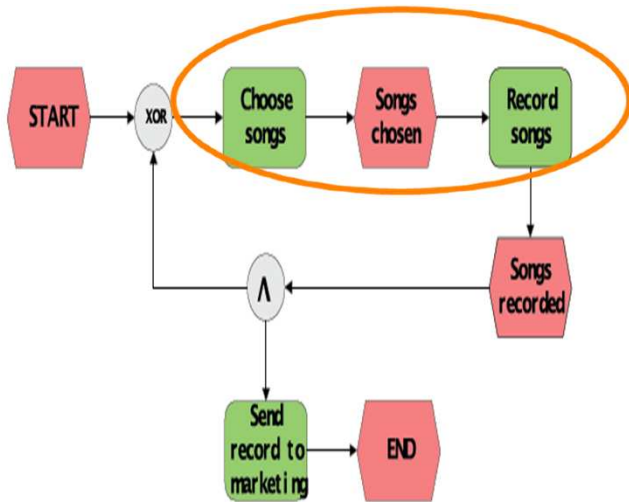 START
XOR
Choose
songs
Songs
chosen
Record
songs
Songs
recorded
Λ
Send
record to
marketing
END